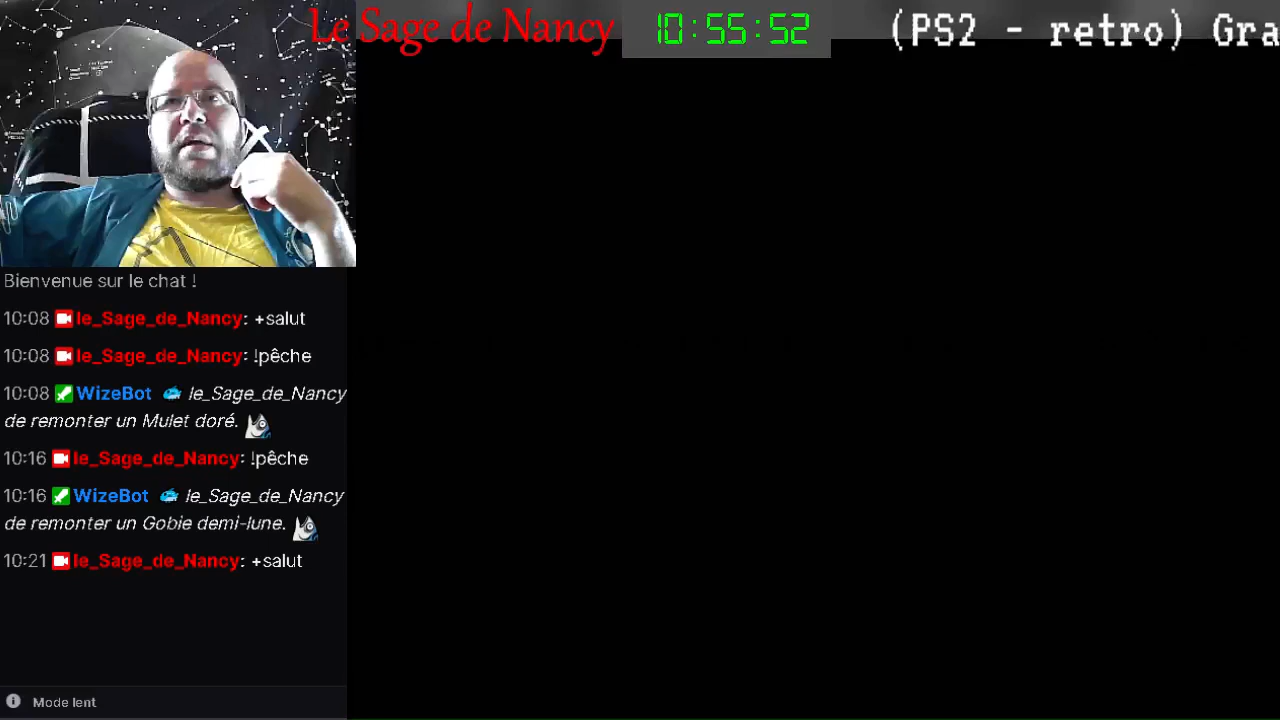 Le Sage de Nancy
10:55:52
(PS2 - retro) Gra
Bienvenue sur le chat !
10:08 le_Sage_de_Nancy: +salut
10:08 le_Sage_de_Nancy: !pêche
10:08 WizeBot le_Sage_de_Nancy
de remonter un Mulet doré.
10:16 le_Sage_de_Nancy: !pêche
10:16 WizeBot le_Sage_de_Nancy
de remonter un Gobie demi-lune.
10:21 le_Sage_de_Nancy: +salut
Mode lent